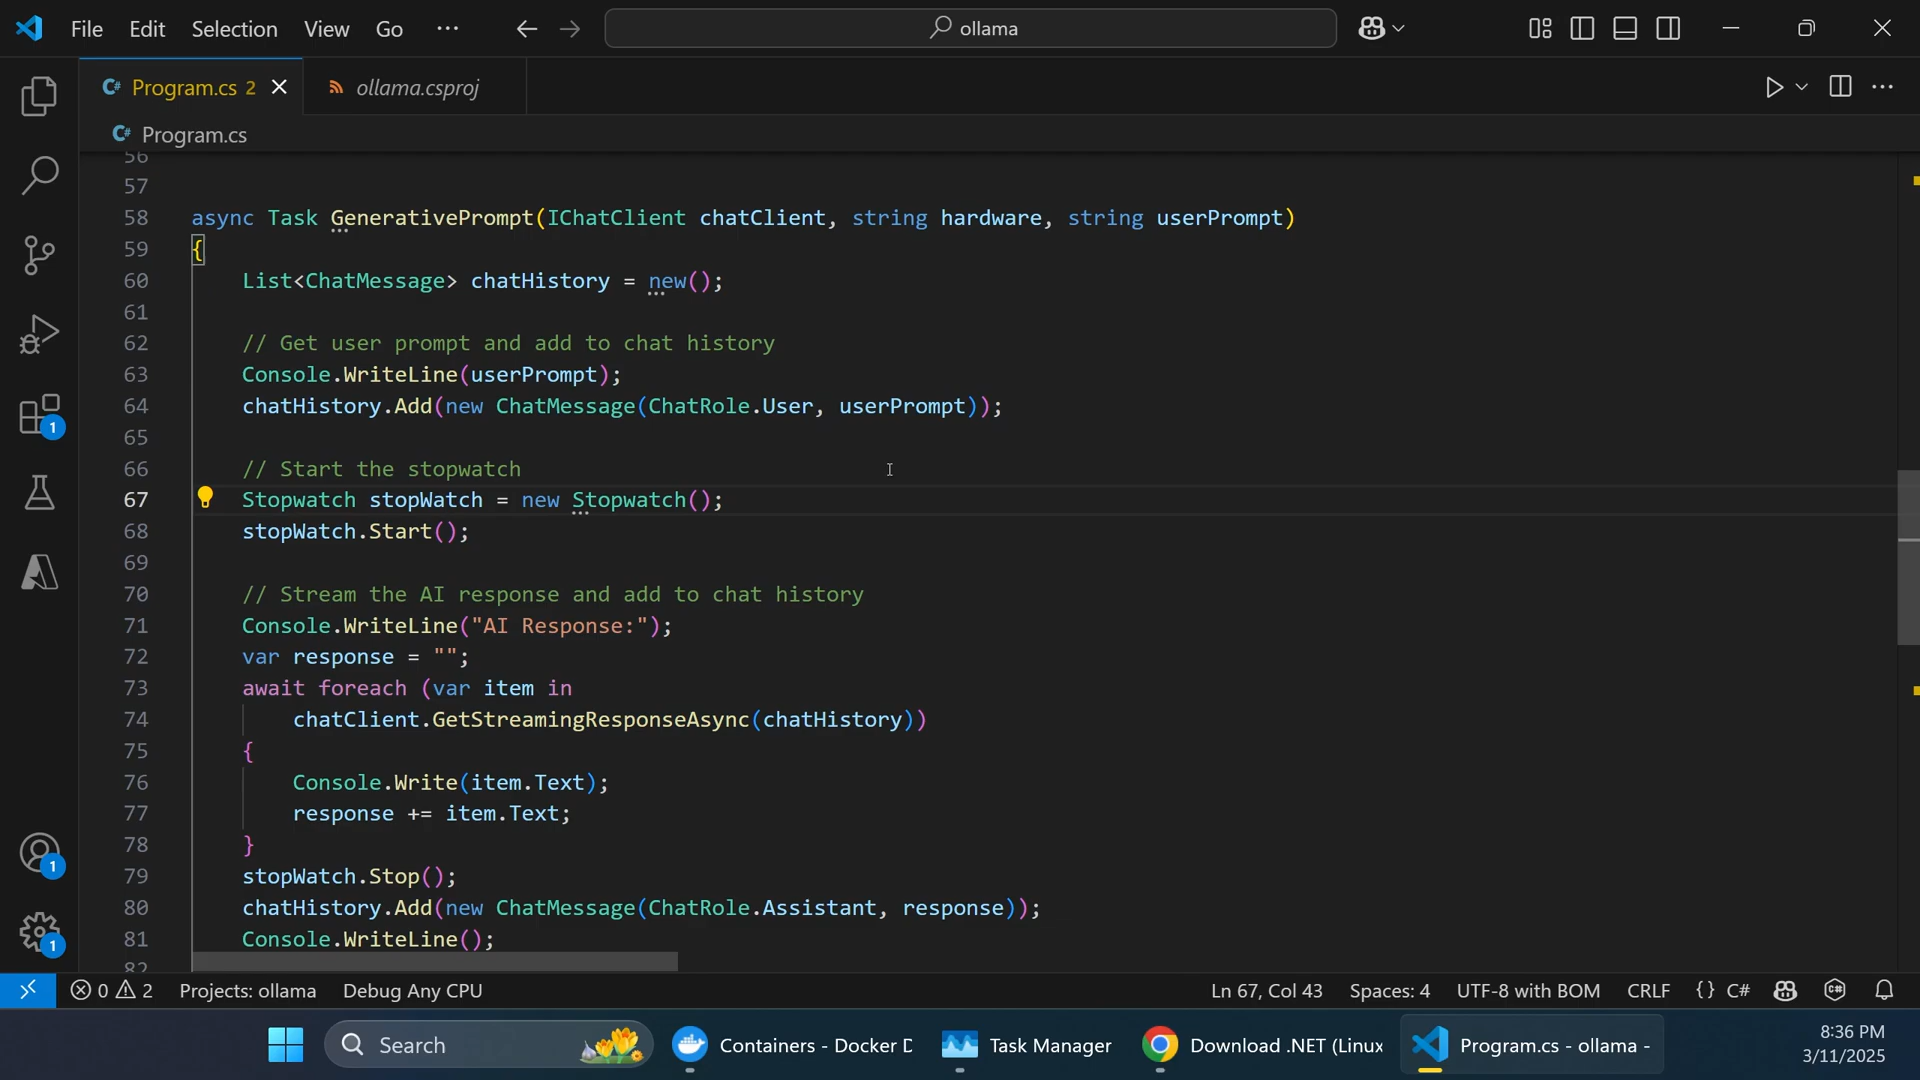 File Edit Selection View Go ··· ollama
Program.cs 2 ollama.csproj
Program.cs
56
57
58 async Task GenerativePrompt(IChatClient chatClient, string hardware, string userPrompt)
59 {
60 List<ChatMessage> chatHistory = new();
61
62 // Get user prompt and add to chat history
63 Console.WriteLine(userPrompt);
64 chatHistory.Add(new ChatMessage(ChatRole.User, userPrompt));
65
66 // Start the stopwatch
67 Stopwatch stopWatch = new Stopwatch();
68 stopWatch.Start();
69
70 // Stream the AI response and add to chat history
71 Console.WriteLine("AI Response:");
72 var response = "";
73 await foreach (var item in
74 chatClient.GetStreamingResponseAsync(chatHistory))
75 {
76 Console.Write(item.Text);
77 response += item.Text;
78 }
79 stopWatch.Stop();
80 chatHistory.Add(new ChatMessage(ChatRole.Assistant, response));
81 Console.WriteLine();
82
1
1
1
0 2 Projects: ollama Debug Any CPU Ln 67, Col 43 Spaces: 4 UTF-8 with BOM CRLF {} C#
Search Containers - Docker D Task Manager Download .NET (Linux Program.cs - ollama - 8:36 PM
3/11/2025